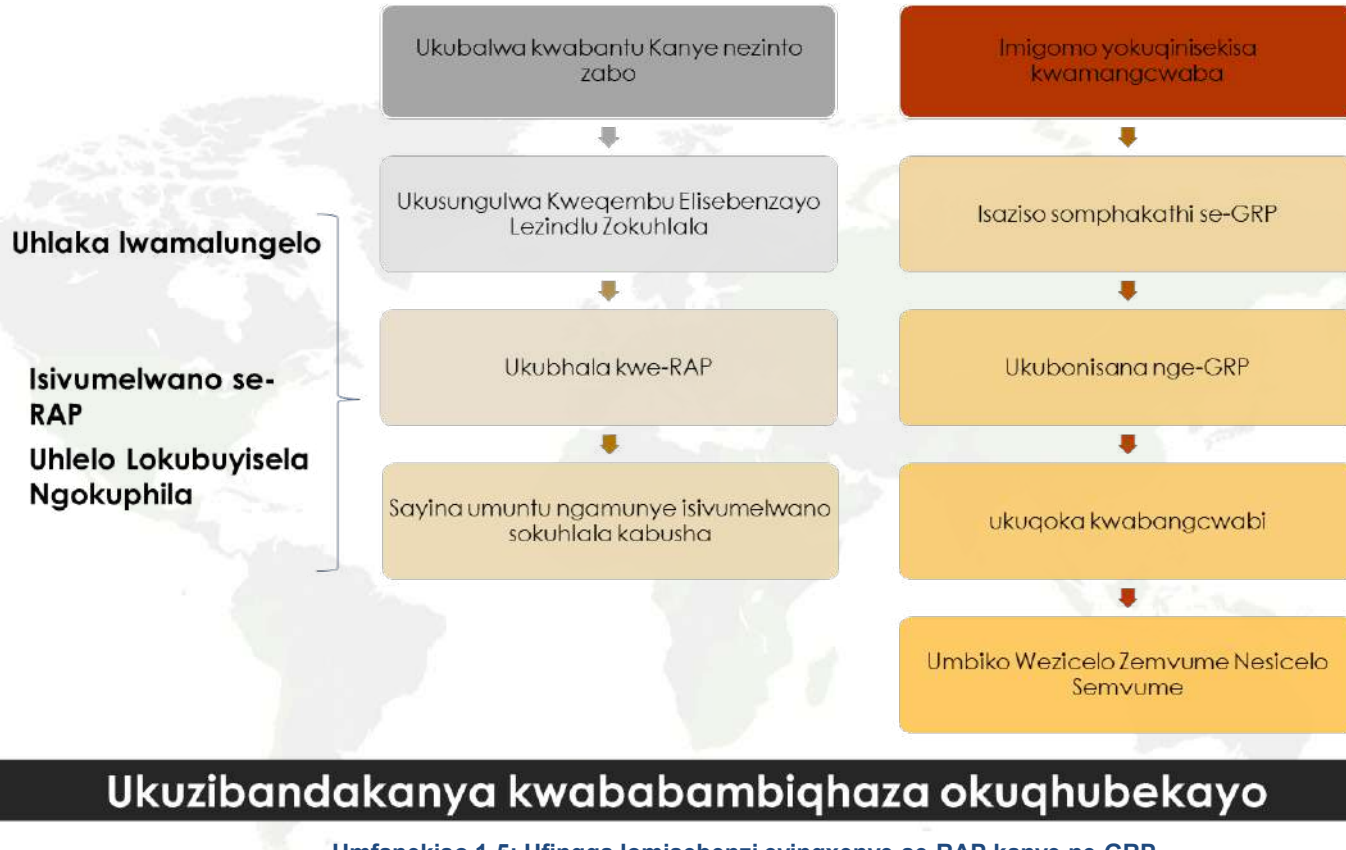 Ukubalwa kwabantu Kanye nezinto
zabo
Ukusungulwa Kweqembu Elisebenzayo
Lezindlu Zokuhlala
Ukubhala kwe-RAP
Sayina umuntu ngamunye isivumelwano
sokuhlala kabusha
Imigomo yokuqinisekisa
kwamangcwaba
Isaziso somphakathi se-GRP
Ukubonisana nge-GRP
ukuqoka kwabangcwabi
Umbiko Wezicelo Zemvume Nesicelo
Semvume
Uhlaka lwamalungelo
Isivumelwano se-
RAP
Uhlelo Lokubuyisela
Ngokuphila
Ukuzibandakanya kwababambiqhaza okuqhubekayo